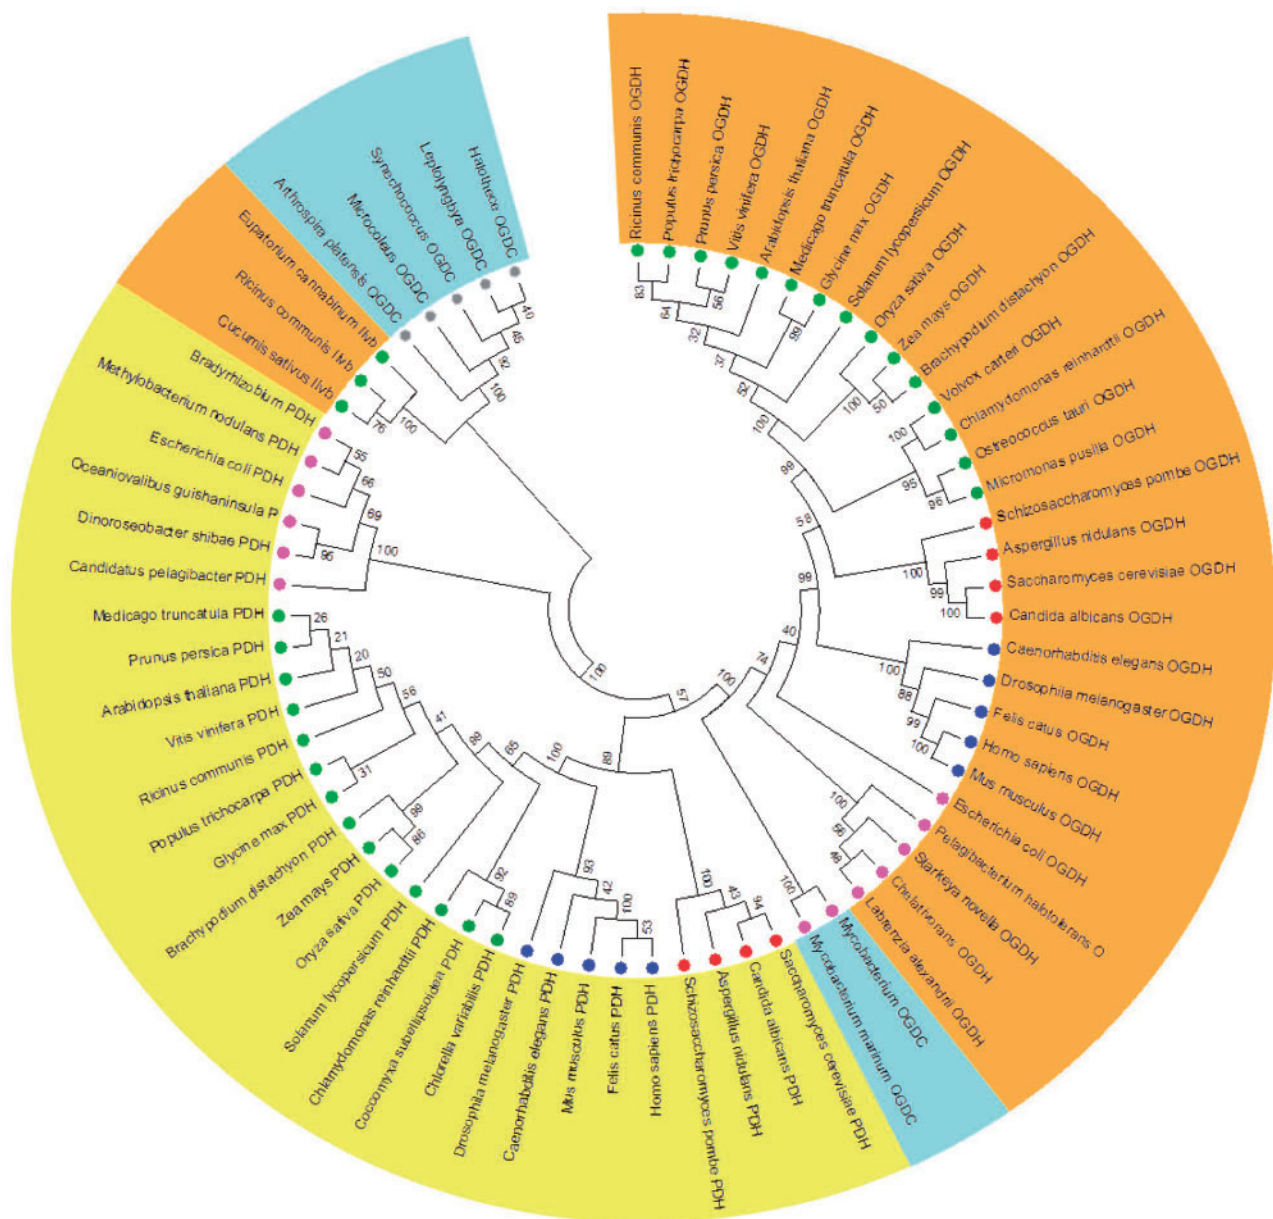 Ricinus communis OGDH
Populus trichocarpa OGDH
Prunus persica OGDH
Vitis vinifera OGDH
Arabidopsis thaliana OGDH
Medicago truncatula OGDH
Glycine max OGDH
Solanum lycopersicum OGDH
Oryza sativa OGDH
Zea mays OGDH
Brachypodium distachyon OGDH
Volvox carteri OGDH
Chlamydomonas reinhardtii OGDH
Ostreococcus tauri OGDH
Micromonas pusilla OGDH
Schizosaccharomyces pombe OGDH
Aspergillus nidulans OGDH
Saccharomyces cerevisiae OGDH
Candida albicans OGDH
Caenorhabditis elegans OGDH
Drosophila melanogaster OGDH
Felis catus OGDH
Homo sapiens OGDH
Mus musculus OGDH
Escherichia coli OGDH
Pelagibacterium halotolerans O
Starkeya novella OGDH
Chelativorans OGDH
Labrenzia alexandrii OGDH
Mycobacterium OGDC
Mycobacterium marinum OGDC
Saccharomyces cerevisiae PDH
Candida albicans PDH
Aspergillus nidulans PDH
Schizosaccharomyces pombe PDH
Homo sapiens PDH
Felis catus PDH
Mus musculus PDH
Caenorhabditis elegans PDH
Drosophila melanogaster PDH
Chlorella variabilis PDH
Coccomyxa subellipsoidea PDH
Chlamydomonas reinhardtii PDH
Solanum lycopersicum PDH
Oryza sativa PDH
Zea mays PDH
Brachypodium distachyon PDH
Glycine max PDH
Populus trichocarpa PDH
Ricinus communis PDH
Vitis vinifera PDH
Arabidopsis thaliana PDH
Prunus persica PDH
Medicago truncatula PDH
Candidatus pelagibacter PDH
Dinoroseobacter shibae PDH
Oceaniovalibus guishaninsula P
Escherichia coli PDH
Methylobacterium nodulans PDH
Bradyrhizobium PDH
Cucumis sativus Ilvb
Ricinus communis Ilvb
Eupatorium cannabinum Ilvb
Arthrospira platensis OGDC
Microcoleus OGDC
Synechococcus OGDC
Leptolyngbya OGDC
Halothece OGDC
83
64
56
32
99
37
52
100
50
100
99
100
95
96
58
100
99
100
99
100
88
99
100
40
74
100
56
48
100
100
57
89
100
43
94
100
93
42
100
53
65
92
89
99
41
99
86
56
31
50
20
21
26
100
100
69
95
66
55
100
76
100
92
45
40